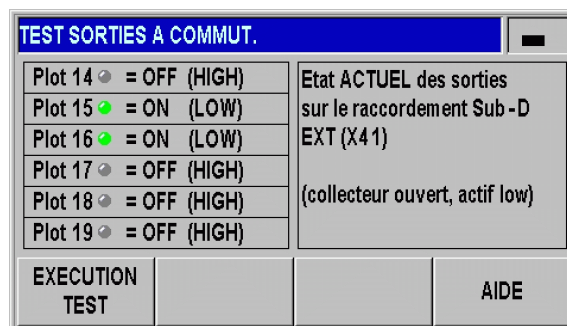 TEST SORTIES A COMMUT.
Plot 14 = OFF (HIGH)
Plot 15 = ON (LOW)
Plot 16 = ON (LOW)
Plot 17 = OFF (HIGH)
Plot 18 = OFF (HIGH)
Plot 19 = OFF (HIGH)
Etat ACTUEL des sorties
sur le raccordement Sub-D
EXT (X41)
(collecteur ouvert, actif low)
EXECUTION
TEST
AIDE